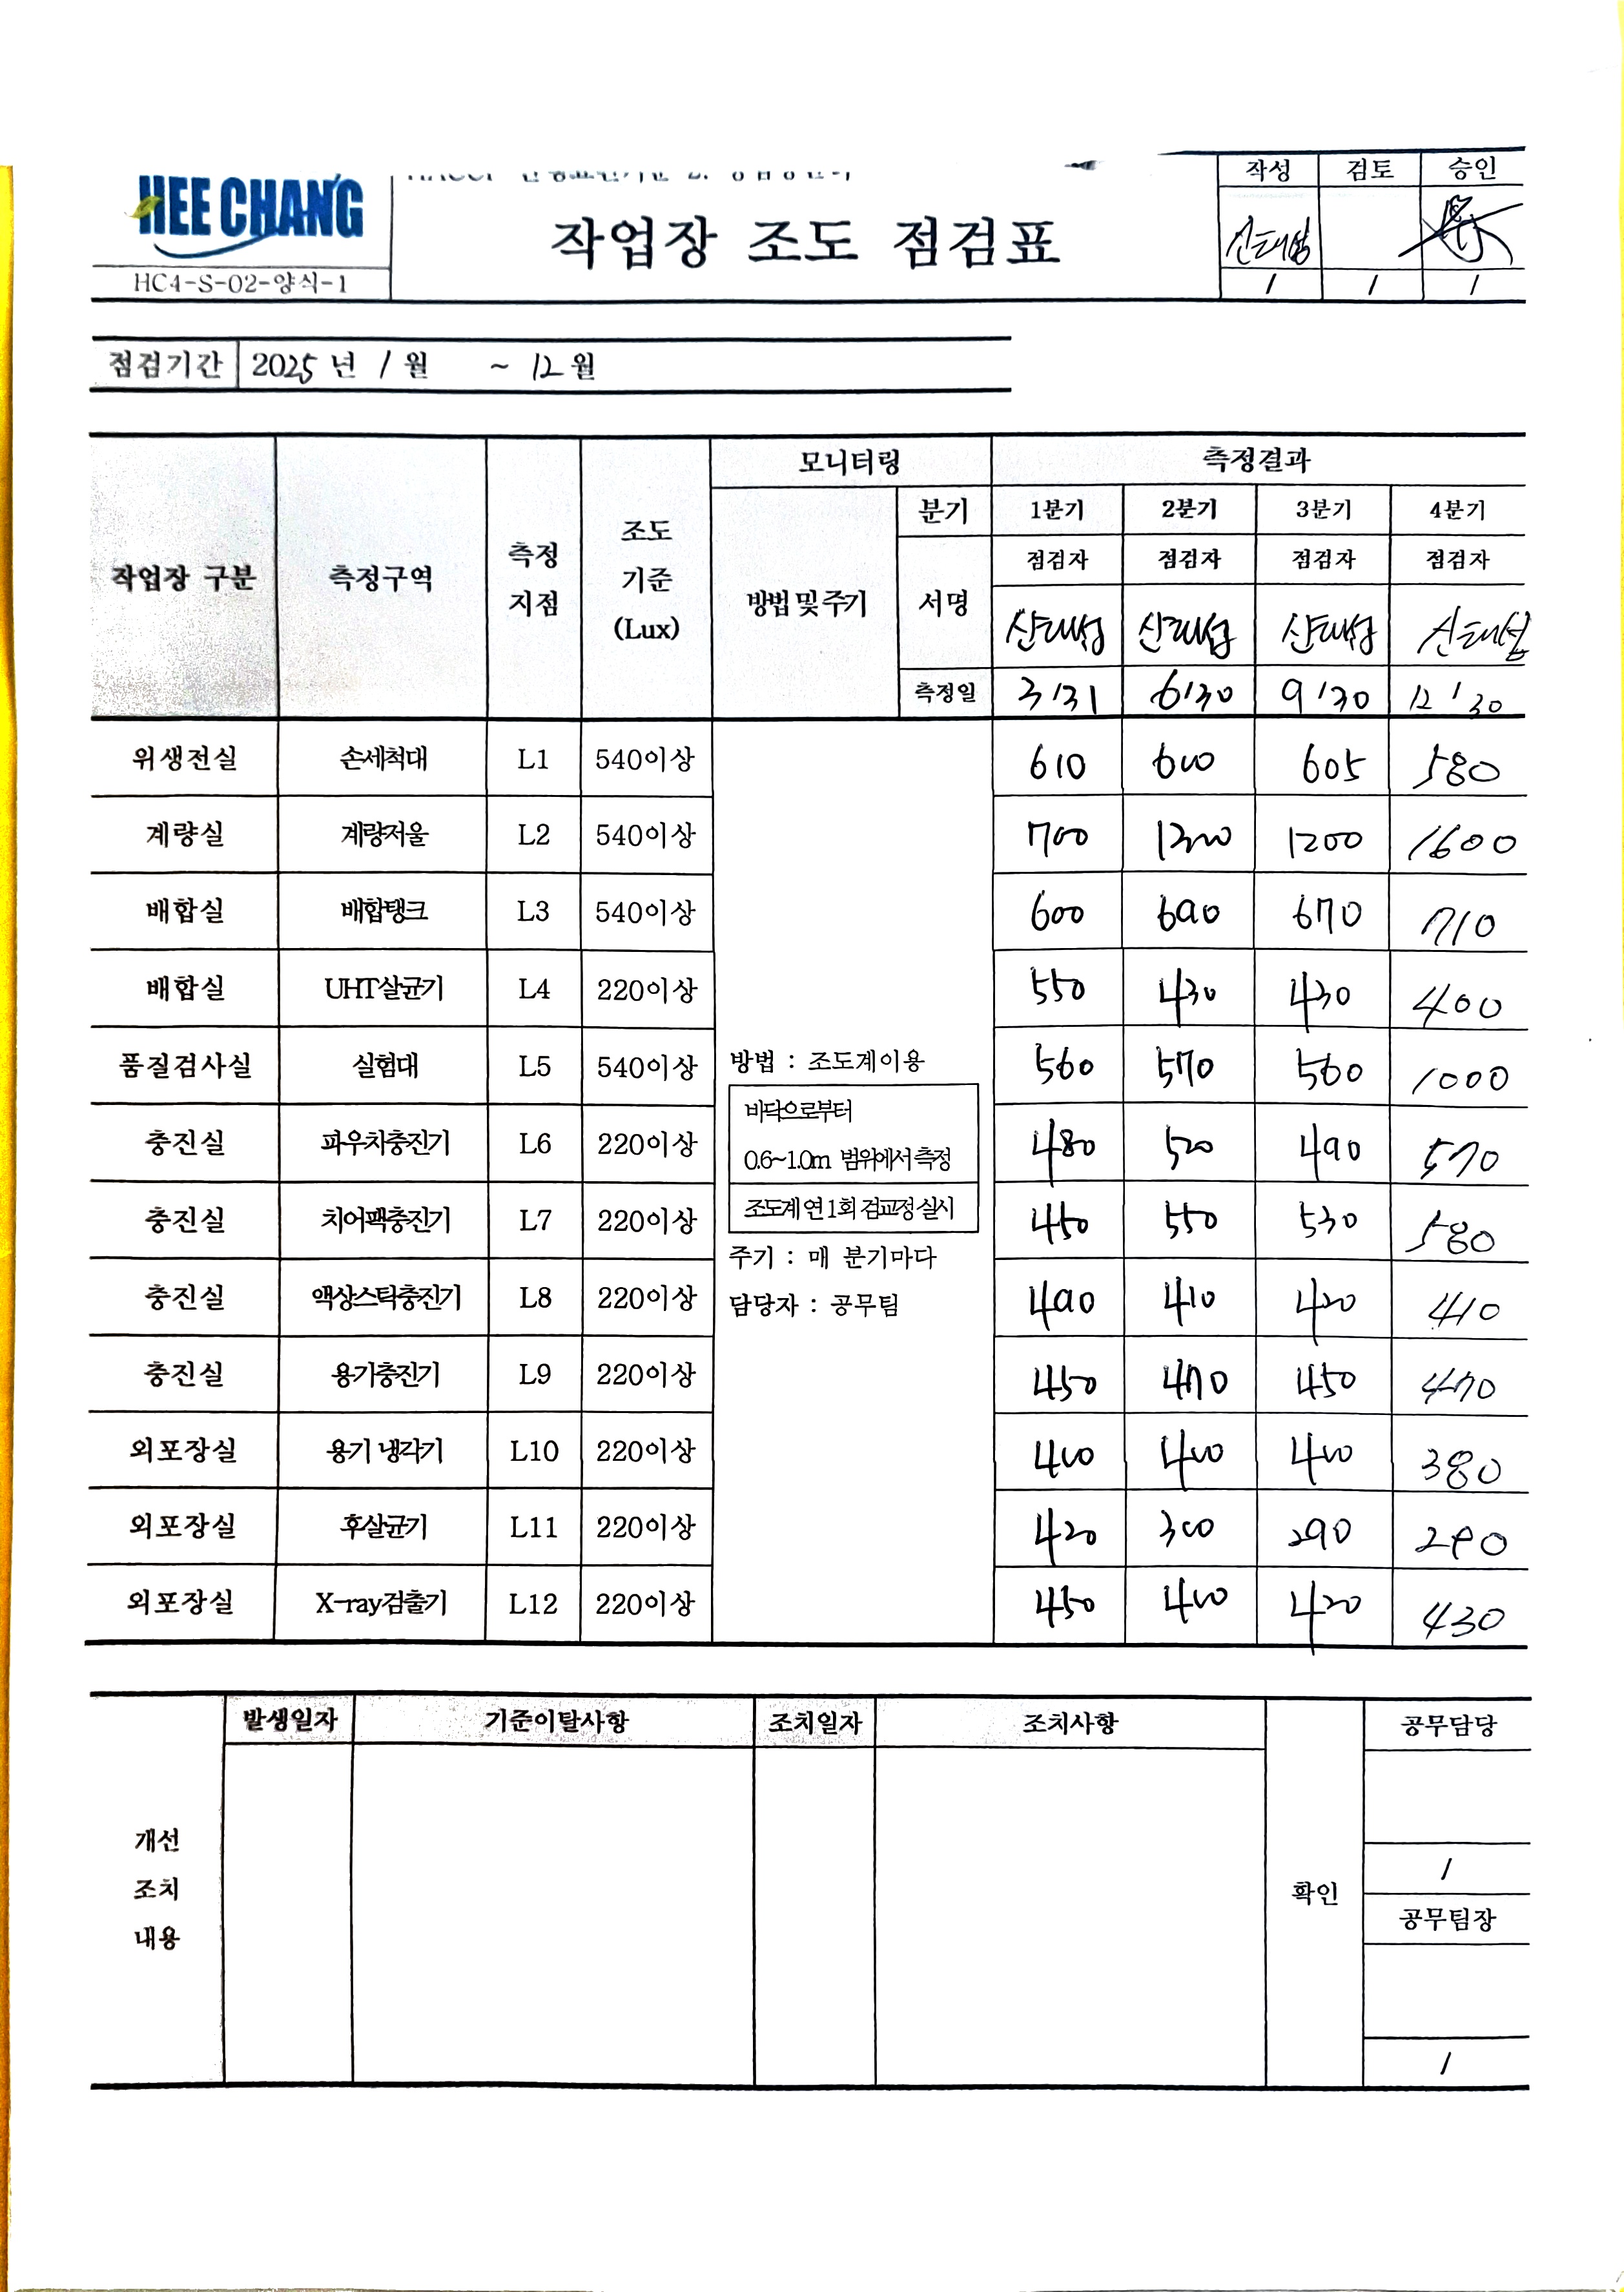 HEE CHANG
작성 검토 승인
작업장 조도 점검표
신태섭
HC4-S-02-양식-1
/ / /
점검기간 2025 년 1 월 ~ 12 월
작업장 구분 측정구역 측정 지점 조도 기준 (Lux) 모니터링 측정결과
방법 및 주기 분기 1분기 2분기 3분기 4분기
서명 점검자 점검자 점검자 점검자
신태섭 신태섭 신태섭 신태섭
측정일 3/31 6/30 9/30 12/30
위생전실 손세척대 L1 540이상 610 600 605 580
계량실 계량저울 L2 540이상 700 1300 1200 1600
배합실 배합탱크 L3 540이상 600 690 670 710
배합실 UHT살균기 L4 220이상 550 430 430 400
품질검사실 실험대 L5 540이상 560 570 560 1000
충진실 파우치충진기 L6 220이상 480 520 490 570
충진실 치어팩충진기 L7 220이상 450 550 530 580
충진실 액상스틱충진기 L8 220이상 490 410 420 410
충진실 용기충진기 L9 220이상 450 470 450 470
외포장실 용기 냉각기 L10 220이상 400 400 400 380
외포장실 후살균기 L11 220이상 420 300 290 290
외포장실 X-ray검출기 L12 220이상 450 400 420 430
방법 : 조도계이용
바닥으로부터
0.6~1.0m 범위에서 측정
조도계 연 1회 검교정 실시
주기 : 매 분기마다
담당자 : 공무팀
개선 조치 내용 발생일자 기준이탈사항 조치일자 조치사항 확인 공무담당
/
공무팀장
/